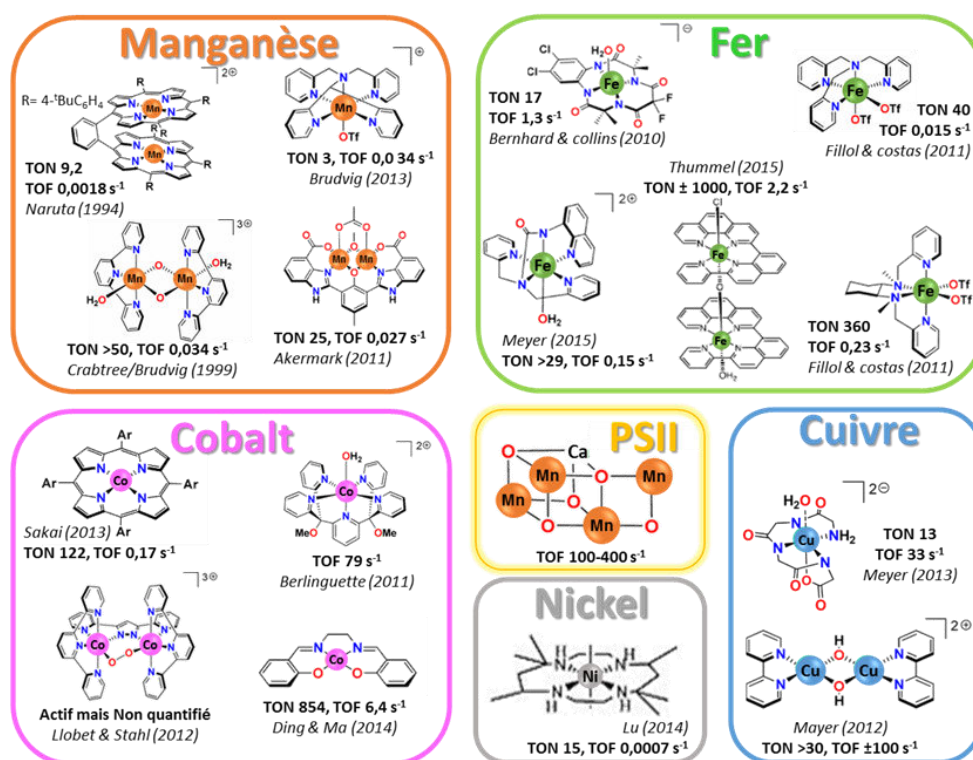 Manganèse
R= 4-ᵗBuC₆H₄
TON 9,2
TOF 0,0018 s⁻¹
Naruta (1994)
TON 3, TOF 0,0 34 s⁻¹
Brudvig (2013)
TON >50, TOF 0,034 s⁻¹
Crabtree/Brudvig (1999)
TON 25, TOF 0,027 s⁻¹
Akermark (2011)
Fer
TON 17
TOF 1,3 s⁻¹
Bernhard & collins (2010)
TON 40
TOF 0,015 s⁻¹
Fillol & costas (2011)
Thummel (2015)
TON ± 1000, TOF 2,2 s⁻¹
Meyer (2015)
TON >29, TOF 0,15 s⁻¹
TON 360
TOF 0,23 s⁻¹
Fillol & costas (2011)
Cobalt
Sakai (2013)
TON 122, TOF 0,17 s⁻¹
TOF 79 s⁻¹
Berlinguette (2011)
Actif mais Non quantifié
Llobet & Stahl (2012)
TON 854, TOF 6,4 s⁻¹
Ding & Ma (2014)
PSII
TOF 100-400 s⁻¹
Nickel
Lu (2014)
TON 15, TOF 0,0007 s⁻¹
Cuivre
TON 13
TOF 33 s⁻¹
Meyer (2013)
Mayer (2012)
TON >30, TOF ±100 s⁻¹